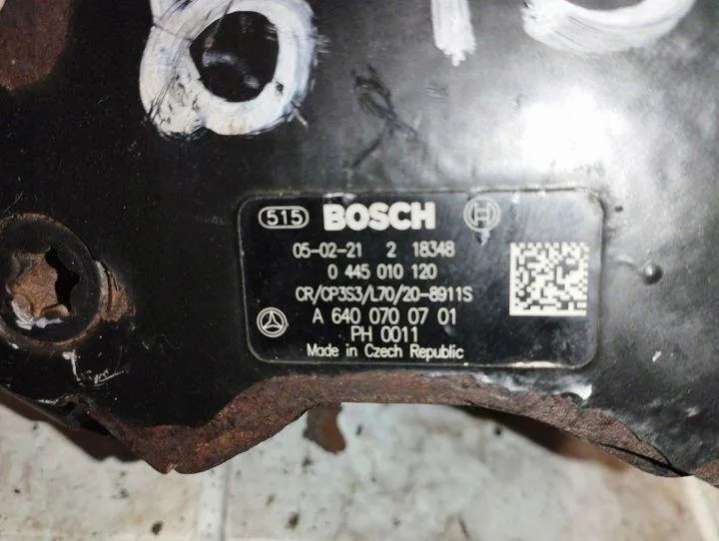 8
515 BOSCH
05-02-21 2 18348
0 445 010 120
CR/CP3S3/L70/20-8911S
A 640 070 07 01
PH 0011
Made in Czech Republic